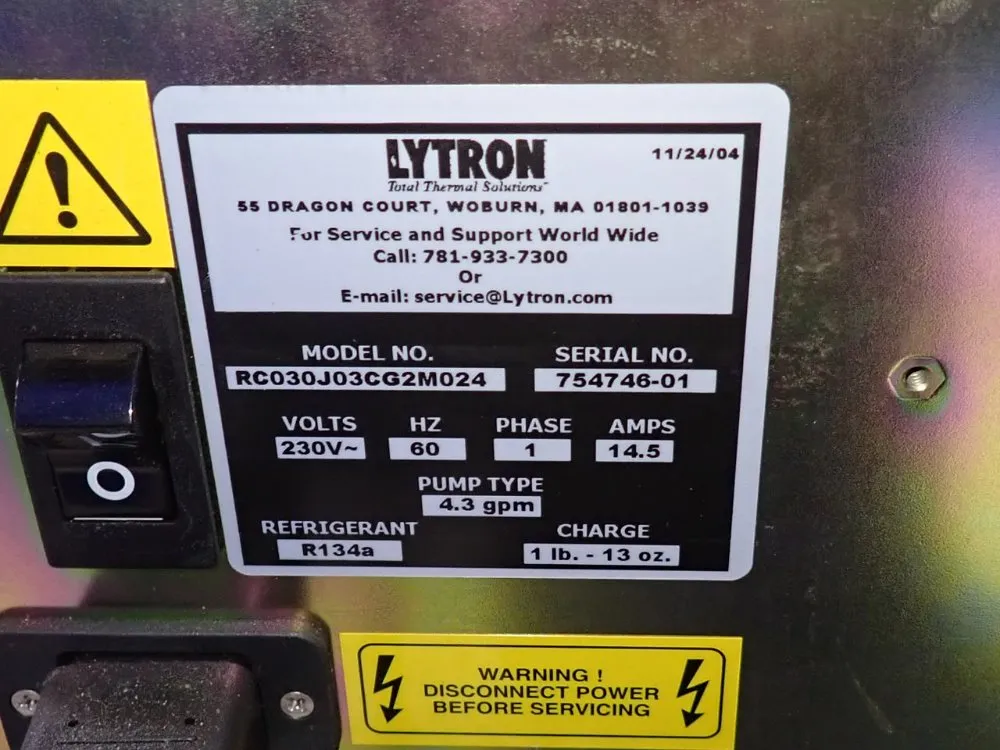 LYTRON
11/24/04
Total Thermal Solutions™
55 DRAGON COURT, WOBURN, MA 01801-1039
For Service and Support World Wide
Call: 781-933-7300
Or
E-mail: service@Lytron.com
MODEL NO. SERIAL NO.
RC030J03CG2M024 754746-01
VOLTS HZ PHASE AMPS
230V~ 60 1 14.5
PUMP TYPE
4.3 gpm
REFRIGERANT CHARGE
R134a 1 lb. - 13 oz.
WARNING !
DISCONNECT POWER
BEFORE SERVICING